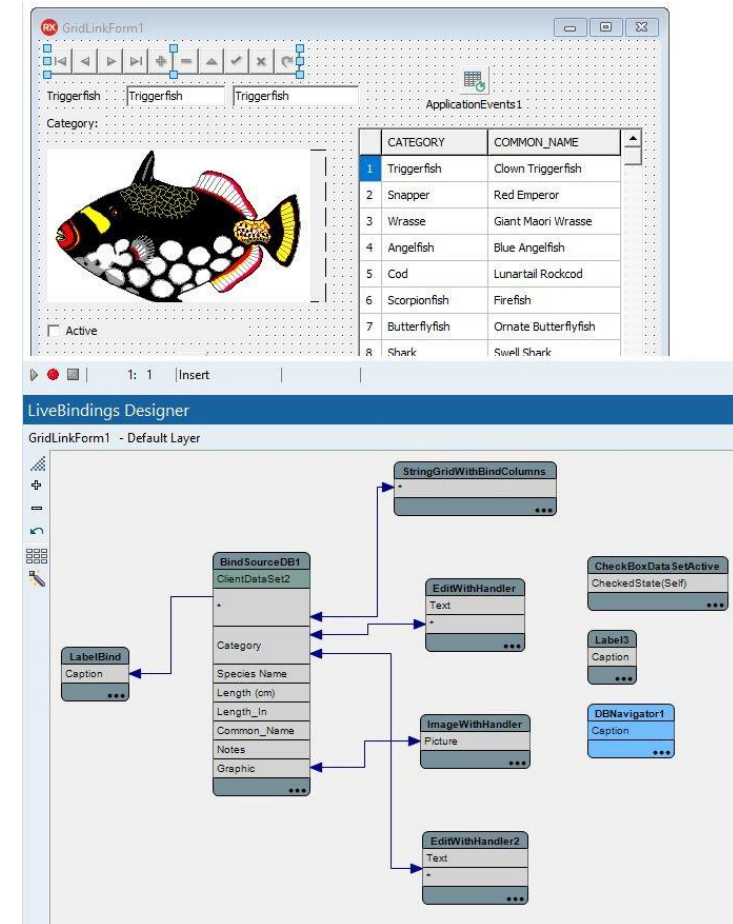 GridLinkForm1
Triggerfish Triggerfish Triggerfish
ApplicationEvents1
Category:
CATEGORY COMMON_NAME
1 Triggerfish Clown Triggerfish
2 Snapper Red Emperor
3 Wrasse Giant Maori Wrasse
4 Angelfish Blue Angelfish
5 Cod Lunartail Rockcod
6 Scorpionfish Firefish
7 Butterflyfish Ornate Butterflyfish
Active
8 Shark Swell Shark
1: 1 Insert
LiveBindings Designer
GridLinkForm1 - Default Layer
StringGridWithBindColumns
*
BindSourceDB1
ClientDataSet2
*
Category
Species Name
Length (cm)
Length_In
Common_Name
Notes
Graphic
LabelBind
Caption
EditWithHandler
Text
*
ImageWithHandler
Picture
EditWithHandler2
Text
*
CheckBoxDataSetActive
CheckedState(Self)
Label3
Caption
DBNavigator1
Caption